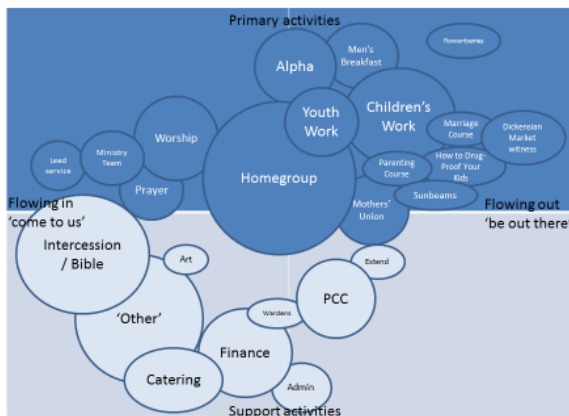 Primary activities
Men's
Breakfast
Alpha
Youth
Work
Children's
Work
Marriage
Course
Dickensian
Market
witness
Worship
Ministry
Team
Lead
service
Homegroup
Parenting
Course
How to Drug-
Proof Your
Kids
Prayer
Sunbeams
Mothers'
Union
Flowing in
'come to us'
Flowing out
'be out there'
Intercession
/ Bible
Art
Extend
PCC
'Other'
Wardens
Finance
Catering
Admin
Support activities